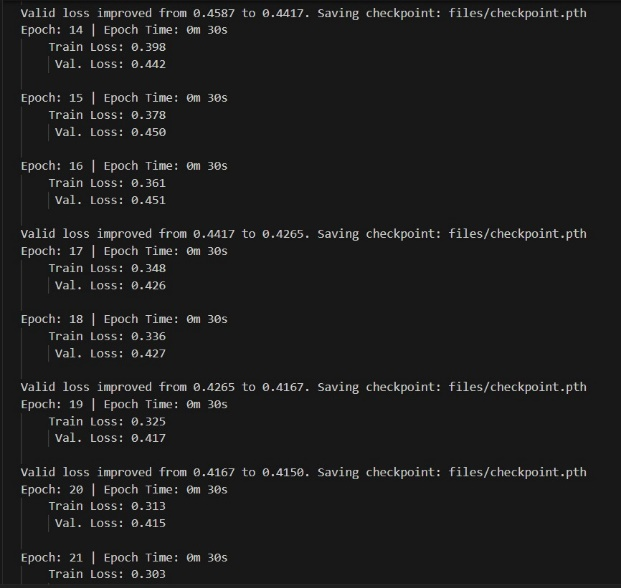 Valid loss improved from 0.4587 to 0.4417. Saving checkpoint: files/checkpoint.pth
Epoch: 14 | Epoch Time: 0m 30s
Train Loss: 0.398
Val. Loss: 0.442
Epoch: 15 | Epoch Time: 0m 30s
Train Loss: 0.378
Val. Loss: 0.450
Epoch: 16 | Epoch Time: 0m 30s
Train Loss: 0.361
Val. Loss: 0.451
Valid loss improved from 0.4417 to 0.4265. Saving checkpoint: files/checkpoint.pth
Epoch: 17 | Epoch Time: 0m 30s
Train Loss: 0.348
Val. Loss: 0.426
Epoch: 18 | Epoch Time: 0m 30s
Train Loss: 0.336
Val. Loss: 0.427
Valid loss improved from 0.4265 to 0.4167. Saving checkpoint: files/checkpoint.pth
Epoch: 19 | Epoch Time: 0m 30s
Train Loss: 0.325
Val. Loss: 0.417
Valid loss improved from 0.4167 to 0.4150. Saving checkpoint: files/checkpoint.pth
Epoch: 20 | Epoch Time: 0m 30s
Train Loss: 0.313
Val. Loss: 0.415
Epoch: 21 | Epoch Time: 0m 30s
Train Loss: 0.303